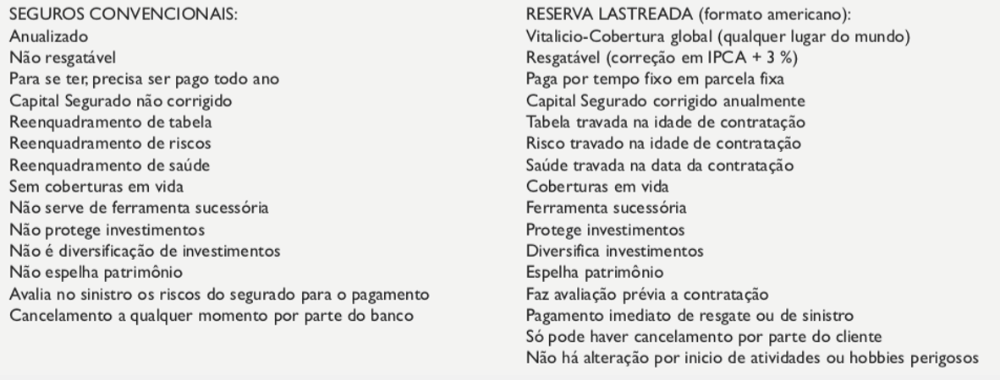 SEGUROS CONVENCIONAIS:
Anualizado
Não resgatável
Para se ter, precisa ser pago todo ano
Capital Segurado não corrigido
Reenquadramento de tabela
Reenquadramento de riscos
Reenquadramento de saúde
Sem coberturas em vida
Não serve de ferramenta sucessória
Não protege investimentos
Não é diversificação de investimentos
Não espelha patrimônio
Avalia no sinistro os riscos do segurado para o pagamento
Cancelamento a qualquer momento por parte do banco
RESERVA LASTREADA (formato americano):
Vitalicio-Cobertura global (qualquer lugar do mundo)
Resgatável (correção em IPCA + 3 %)
Paga por tempo fixo em parcela fixa
Capital Segurado corrigido anualmente
Tabela travada na idade de contratação
Risco travado na idade de contratação
Saúde travada na data da contratação
Coberturas em vida
Ferramenta sucessória
Protege investimentos
Diversifica investimentos
Espelha patrimônio
Faz avaliação prévia a contratação
Pagamento imediato de resgate ou de sinistro
Só pode haver cancelamento por parte do cliente
Não há alteração por inicio de atividades ou hobbies perigosos